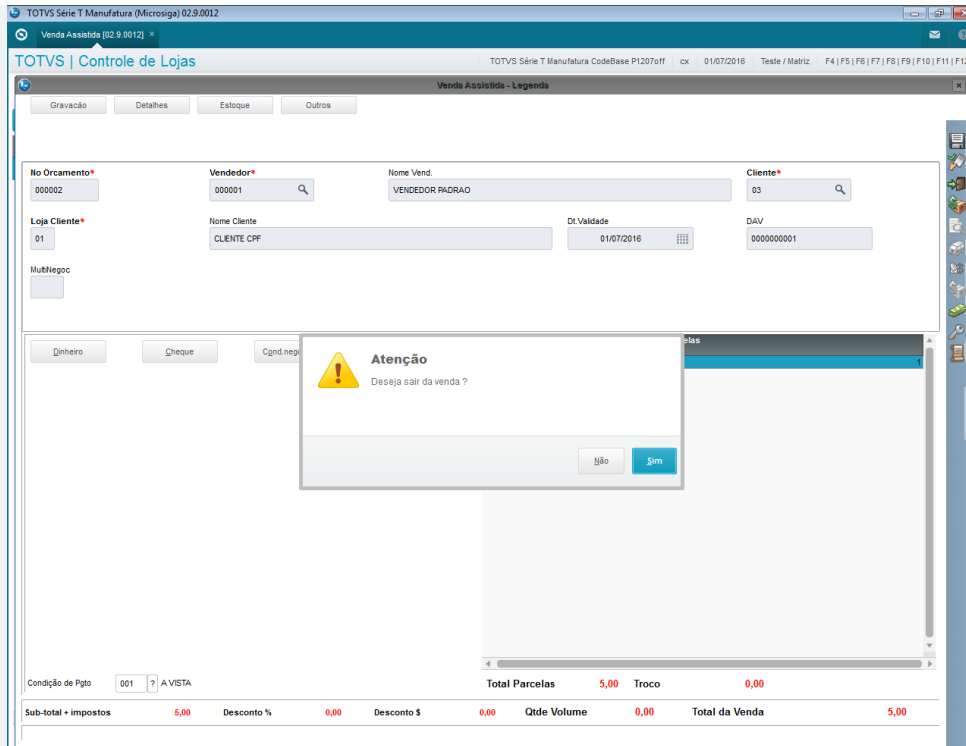 TOTVS Série T Manufatura (Microsiga) 02.9.0012
Venda Assistida [02.9.0012] ×
TOTVS | Controle de Lojas
TOTVS Série T Manufatura CodeBase P1207off cx 01/07/2016 Teste / Matriz F4 | F5 | F6 | F7 | F8 | F9 | F10 | F11 | F12
Venda Assistida - Legenda
Gravacão Detalhes Estoque Outros
No Orcamento* Vendedor* Nome Vend. Cliente*
000002 000001 VENDEDOR PADRAO 03
Loja Cliente* Nome Cliente Dt.Validade DAV
01 CLIENTE CPF 01/07/2016 0000000001
MultiNegoc
Dinheiro Cheque Cond.neg elas
1
Atenção
Deseja sair da venda ?
Não Sim
Condição de Pgto 001 ? A VISTA
Total Parcelas 5,00 Troco 0,00
Sub-total + impostos 5,00 Desconto % 0,00 Desconto $ 0,00 Qtde Volume 0,00 Total da Venda 5,00